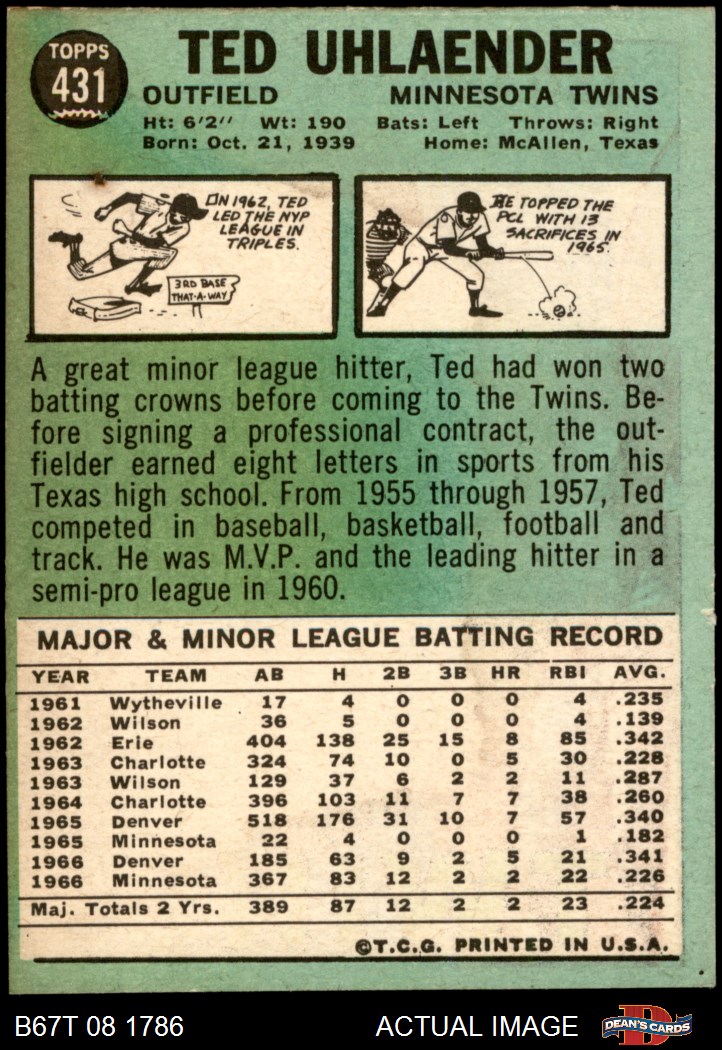 TOPPS
431
TED UHLAENDER
OUTFIELD MINNESOTA TWINS
Ht: 6'2" Wt: 190 Bats: Left Throws: Right
Born: Oct. 21, 1939 Home: McAllen, Texas
ON 1962, TED
LED THE NYP
LEAGUE IN
TRIPLES.
3RD BASE
THAT-A-WAY
HE TOPPED THE
PCL WITH 13
SACRIFICES IN
1965.
A great minor league hitter, Ted had won two
batting crowns before coming to the Twins. Be-
fore signing a professional contract, the out-
fielder earned eight letters in sports from his
Texas high school. From 1955 through 1957, Ted
competed in baseball, basketball, football and
track. He was M.V.P. and the leading hitter in a
semi-pro league in 1960.
MAJOR & MINOR LEAGUE BATTING RECORD
YEAR TEAM AB H 2B 3B HR RBI AVG.
1961 Wytheville 17 4 0 0 0 4 .235
1962 Wilson 36 5 0 0 0 4 .139
1962 Erie 404 138 25 15 8 85 .342
1963 Charlotte 324 74 10 0 5 30 .228
1963 Wilson 129 37 6 2 2 11 .287
1964 Charlotte 396 103 11 7 7 38 .260
1965 Denver 518 176 31 10 7 57 .340
1965 Minnesota 22 4 0 0 0 1 .182
1966 Denver 185 63 9 2 5 21 .341
1966 Minnesota 367 83 12 2 2 22 .226
Maj. Totals 2 Yrs. 389 87 12 2 2 23 .224
©T.C.G. PRINTED IN U.S.A.
B67T 08 1786 ACTUAL IMAGE D DEAN'S CARDS